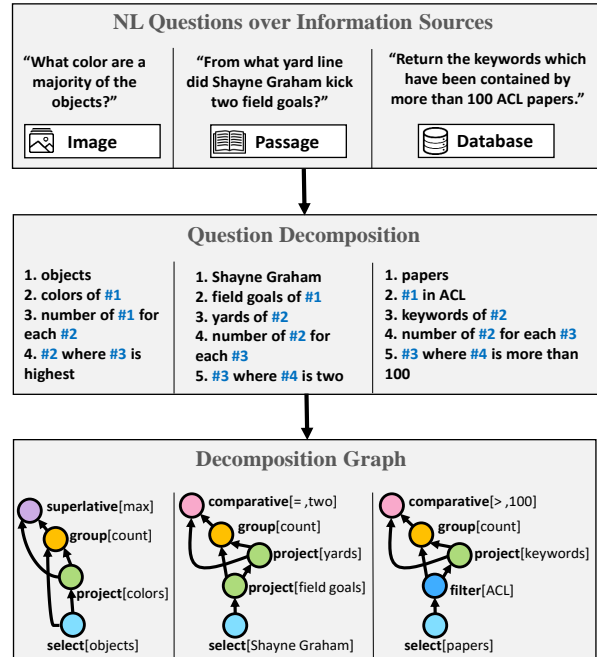 NL Questions over Information Sources
“What color are a
majority of the
objects?”
Image
“From what yard line
did Shayne Graham kick
two field goals?”
Passage
“Return the keywords which
have been contained by
more than 100 ACL papers.”
Database
Question Decomposition
1. objects
2. colors of #1
3. number of #1 for
each #2
4. #2 where #3 is
highest
1. Shayne Graham
2. field goals of #1
3. yards of #2
4. number of #2 for
each #3
5. #3 where #4 is two
1. papers
2. #1 in ACL
3. keywords of #2
4. number of #2 for each #3
5. #3 where #4 is more than
100
Decomposition Graph
superlative[max]
group[count]
project[colors]
select[objects]
comparative[= ,two]
group[count]
project[yards]
project[field goals]
select[Shayne Graham]
comparative[> ,100]
group[count]
project[keywords]
filter[ACL]
select[papers]